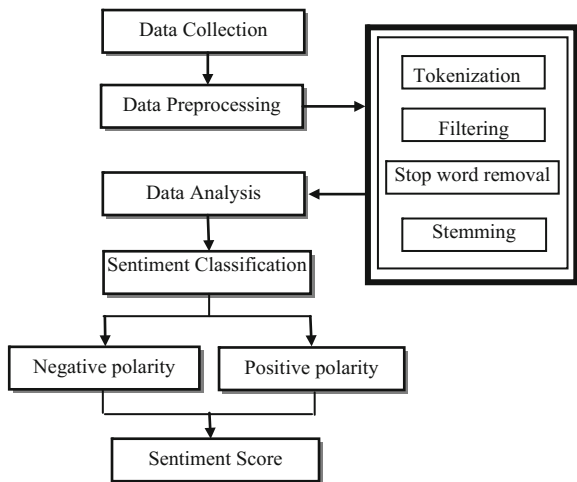 Data Collection
Data Preprocessing
Tokenization
Filtering
Stop word removal
Stemming
Data Analysis
Sentiment Classification
Negative polarity
Positive polarity
Sentiment Score